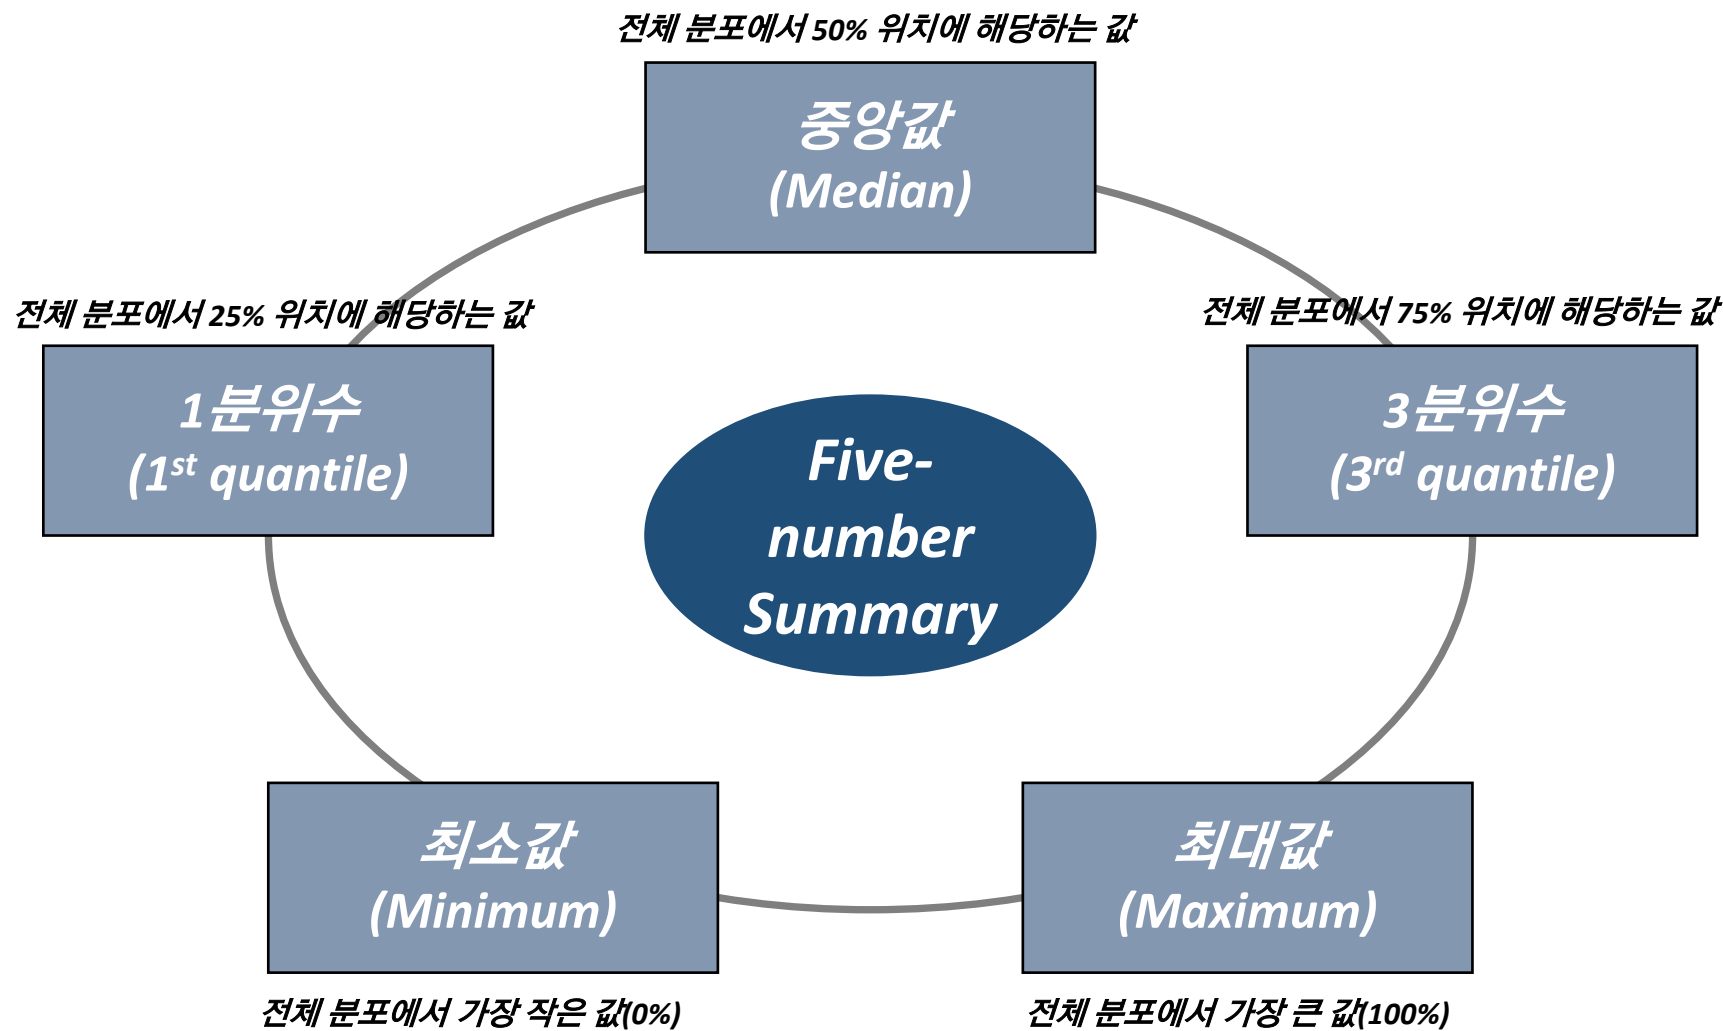 전체 분포에서 50% 위치에 해당하는 값
중앙값
(Median)
전체 분포에서 25% 위치에 해당하는 값
1분위수
(1st quantile)
전체 분포에서 75% 위치에 해당하는 값
3분위수
(3rd quantile)
Five-
number
Summary
최소값
(Minimum)
전체 분포에서 가장 작은 값(0%)
최대값
(Maximum)
전체 분포에서 가장 큰 값(100%)